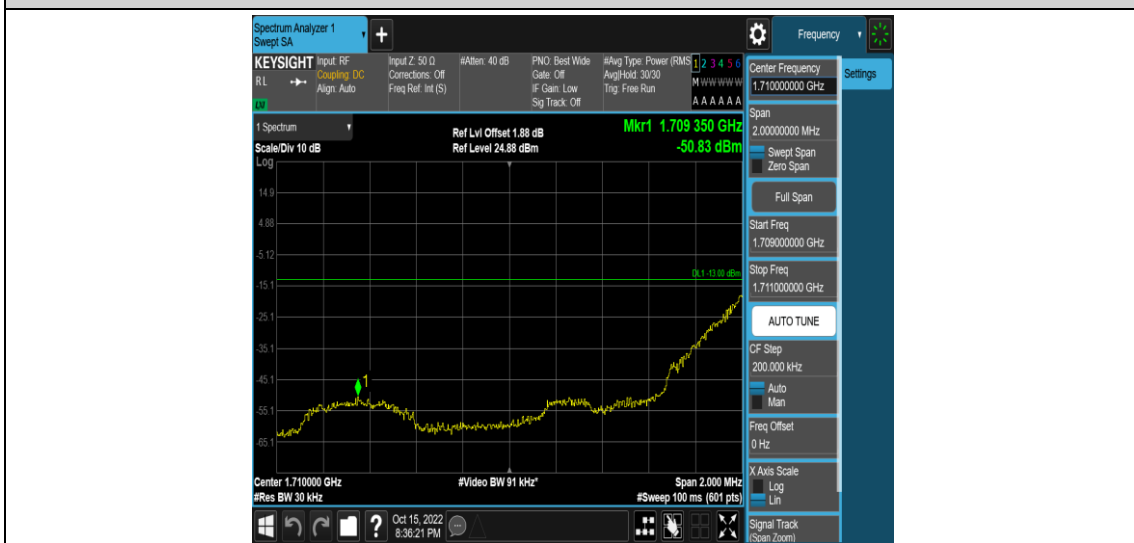 Spectrum Analyzer 1
Swept SA
+
Frequency
KEYSIGHT
RL
LXI
Input: RF
Coupling: DC
Align: Auto
Input Z: 50 Ω
Corrections: Off
Freq Ref: Int (S)
#Atten: 40 dB
PNO: Best Wide
Gate: Off
IF Gain: Low
Sig Track: Off
#Avg Type: Power (RMS
Avg|Hold: 30/30
Trig: Free Run
1 2 3 4 5 6
M W W W W W
A A A A A A
1 Spectrum
Scale/Div 10 dB
Log
Ref Lvl Offset 1.88 dB
Ref Level 24.88 dBm
Mkr1 1.709 350 GHz
-50.83 dBm
14.9
4.88
-5.12
-15.1
-25.1
-35.1
-45.1
-55.1
-65.1
DL1 -13.00 dBm
1
Center 1.710000 GHz
#Res BW 30 kHz
#Video BW 91 kHz*
Span 2.000 MHz
#Sweep 100 ms (601 pts)
?
Oct 15, 2022
8:36:21 PM
Center Frequency
1.710000000 GHz
Settings
Span
2.00000000 MHz
Swept Span
Zero Span
Full Span
Start Freq
1.709000000 GHz
Stop Freq
1.711000000 GHz
AUTO TUNE
CF Step
200.000 kHz
Auto
Man
Freq Offset
0 Hz
X Axis Scale
Log
Lin
Signal Track
(Span Zoom)